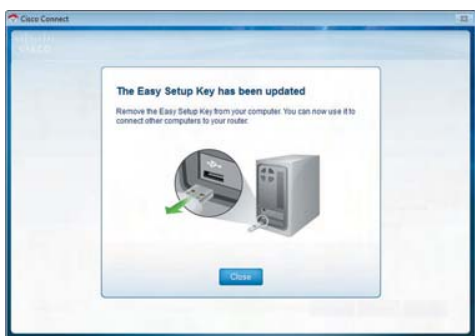 Cisco Connect
CISCO
The Easy Setup Key has been updated
Remove the Easy Setup Key from your computer. You can now use it to
connect other computers to your router.
Close